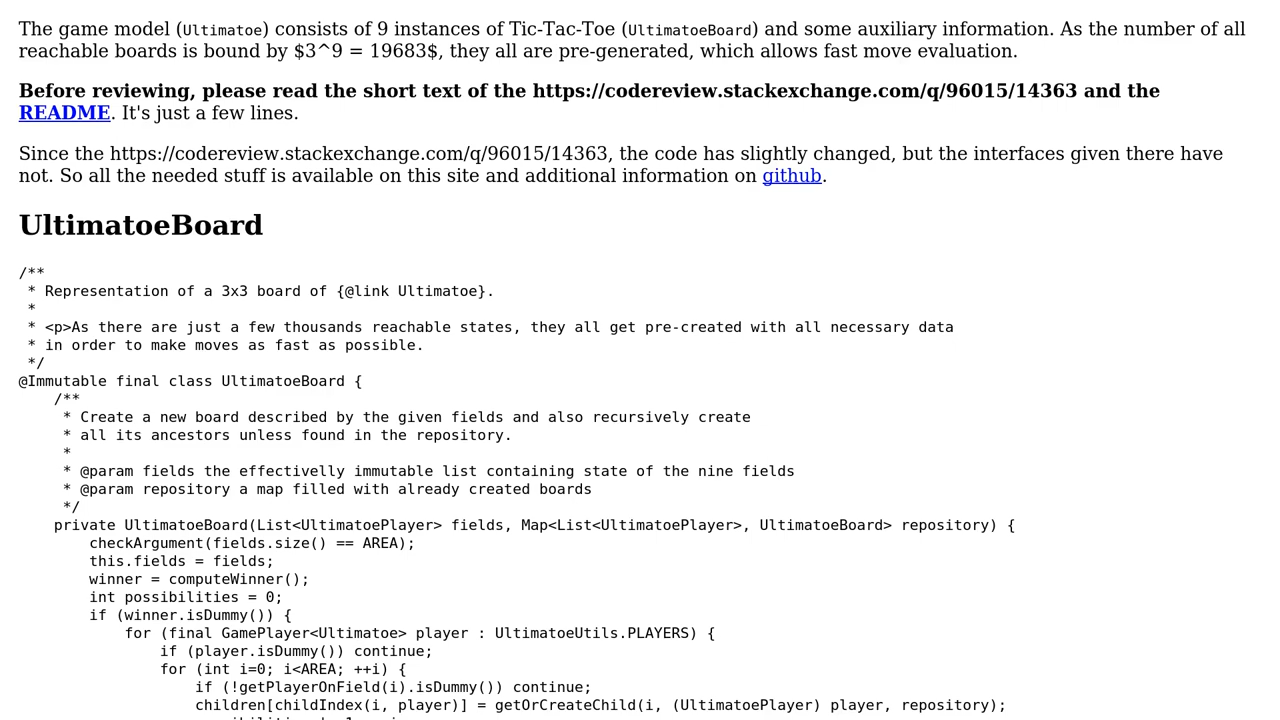 The game model (Ultimatoe) consists of 9 instances of Tic-Tac-Toe (UltimatoeBoard) and some auxiliary information. As the number of all
reachable boards is bound by $3^9 = 19683$, they all are pre-generated, which allows fast move evaluation.
Before reviewing, please read the short text of the https://codereview.stackexchange.com/q/96015/14363 and the
README. It's just a few lines.
Since the https://codereview.stackexchange.com/q/96015/14363, the code has slightly changed, but the interfaces given there have
not. So all the needed stuff is available on this site and additional information on github.
UltimatoeBoard
/**
 * Representation of a 3x3 board of {@link Ultimatoe}.
 *
 * <p>As there are just a few thousands reachable states, they all get pre-created with all necessary data
 * in order to make moves as fast as possible.
 */
@Immutable final class UltimatoeBoard {
    /**
     * Create a new board described by the given fields and also recursively create
     * all its ancestors unless found in the repository.
     *
     * @param fields the effectivelly immutable list containing state of the nine fields
     * @param repository a map filled with already created boards
     */
    private UltimatoeBoard(List<UltimatoePlayer> fields, Map<List<UltimatoePlayer>, UltimatoeBoard> repository) {
        checkArgument(fields.size() == AREA);
        this.fields = fields;
        winner = computeWinner();
        int possibilities = 0;
        if (winner.isDummy()) {
            for (final GamePlayer<Ultimatoe> player : UltimatoeUtils.PLAYERS) {
                if (player.isDummy()) continue;
                for (int i=0; i<AREA; ++i) {
                    if (!getPlayerOnField(i).isDummy()) continue;
                    children[childIndex(i, player)] = getOrCreateChild(i, (UltimatoePlayer) player, repository);